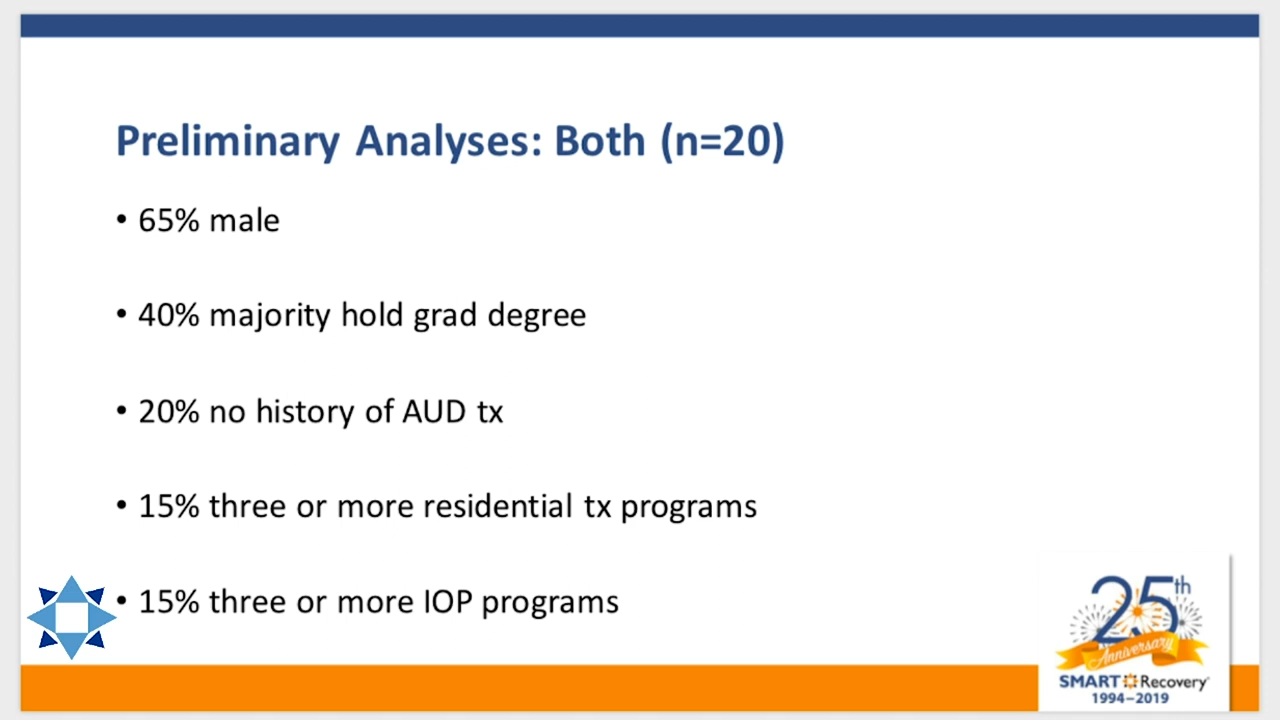 Preliminary Analyses: Both (n=20)
• 65% male
• 40% majority hold grad degree
• 20% no history of AUD tx
• 15% three or more residential tx programs
• 15% three or more IOP programs
25th
Anniversary
SMART Recovery
1994–2019